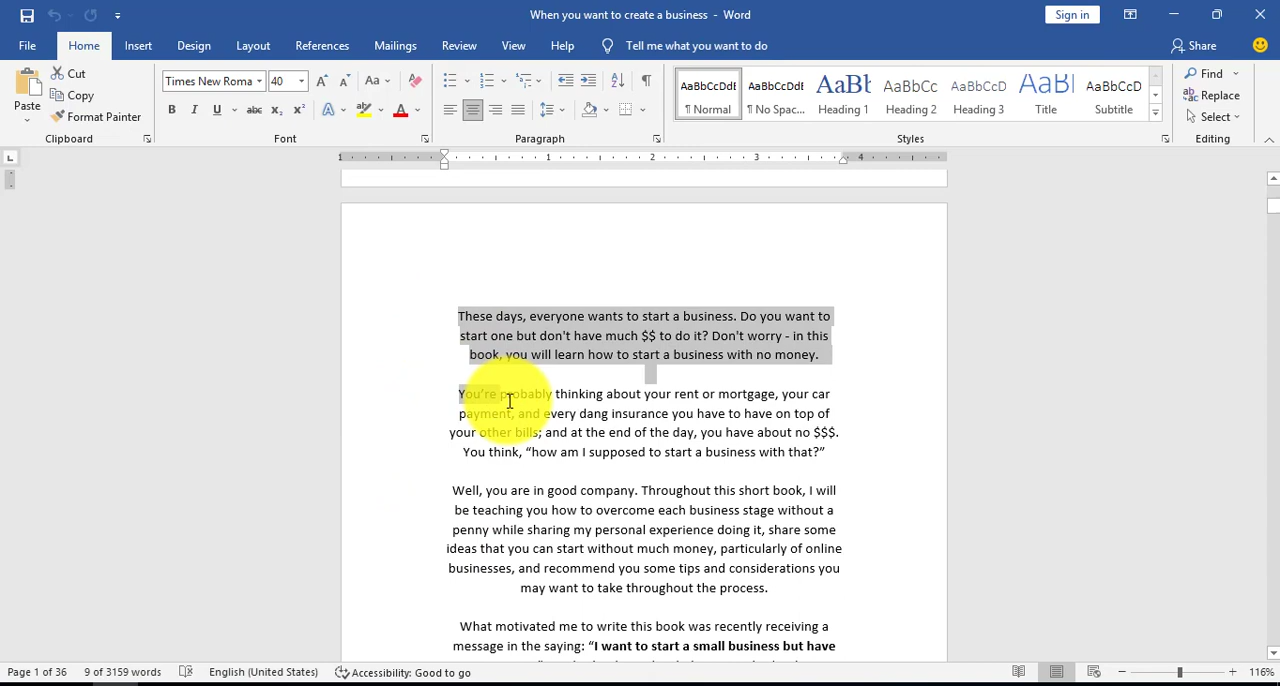 When you want to create a business - Word
Sign in
File Home Insert Design Layout References Mailings Review View Help Tell me what you want to do Share
Paste Cut Copy Format Painter
Clipboard
Times New Roma 40
Font
Paragraph
AaBbCcDdE AaBbCcDdE AaBb AaBbCc AaBbCcD AaBl AaBbCcD
¶ Normal ¶ No Spac... Heading 1 Heading 2 Heading 3 Title Subtitle
Styles
Find
Replace
Select
Editing
1 1 2 3 4
These days, everyone wants to start a business. Do you want to
start one but don't have much $$ to do it? Don't worry - in this
book, you will learn how to start a business with no money.
You're probably thinking about your rent or mortgage, your car
payment, and every dang insurance you have to have on top of
your other bills; and at the end of the day, you have about no $$$.
You think, “how am I supposed to start a business with that?”
Well, you are in good company. Throughout this short book, I will
be teaching you how to overcome each business stage without a
penny while sharing my personal experience doing it, share some
ideas that you can start without much money, particularly of online
businesses, and recommend you some tips and considerations you
may want to take throughout the process.
What motivated me to write this book was recently receiving a
message in the saying: “I want to start a small business but have
Page 1 of 36 9 of 3159 words English (United States) Accessibility: Good to go 116%